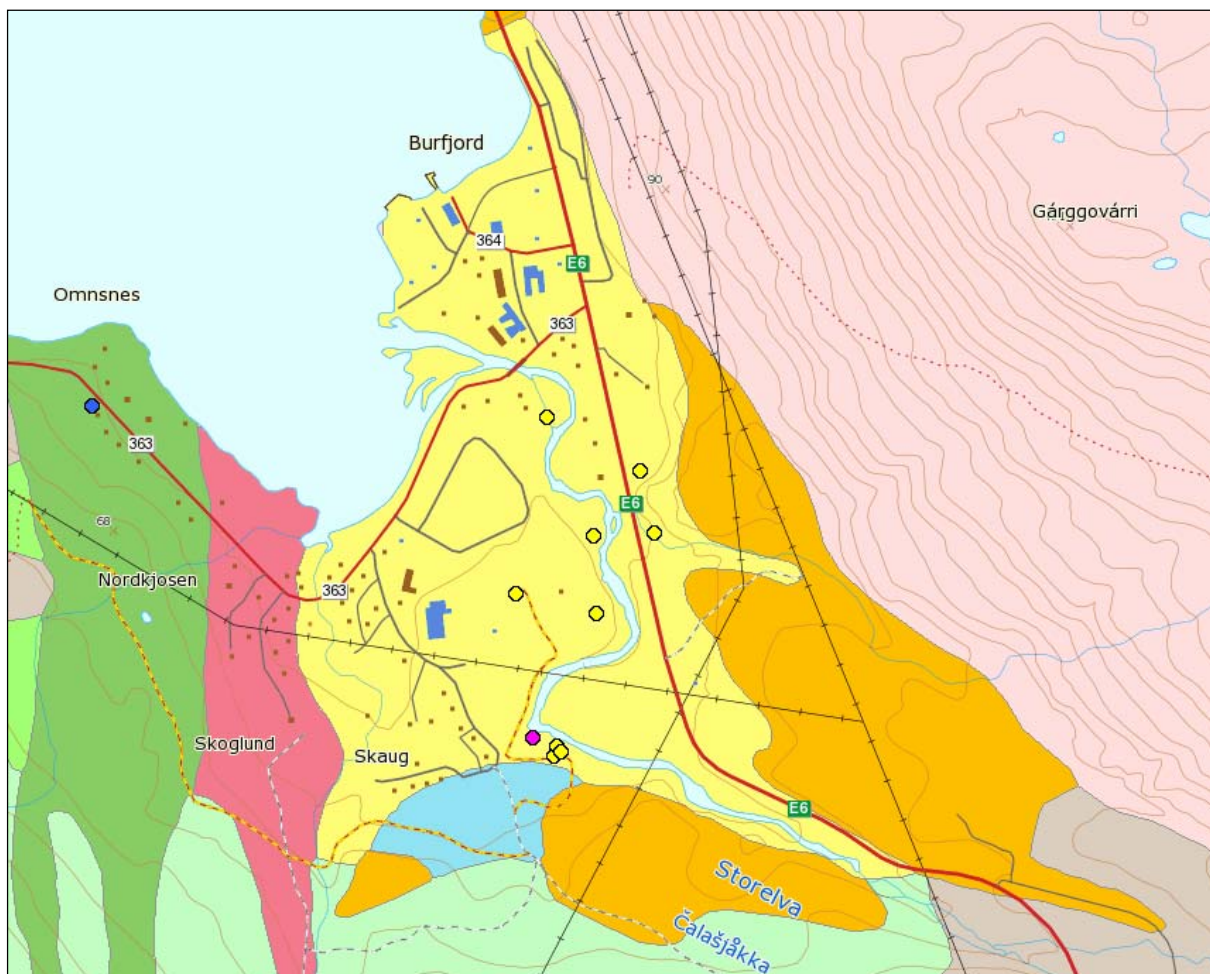 Burfjord
90
Gárggovárri
364
E6
Omnsnes
363
363
E6
68
Nordkjosen
363
Skoglund
Skaug
E6
Storelva
Čalašjåkka